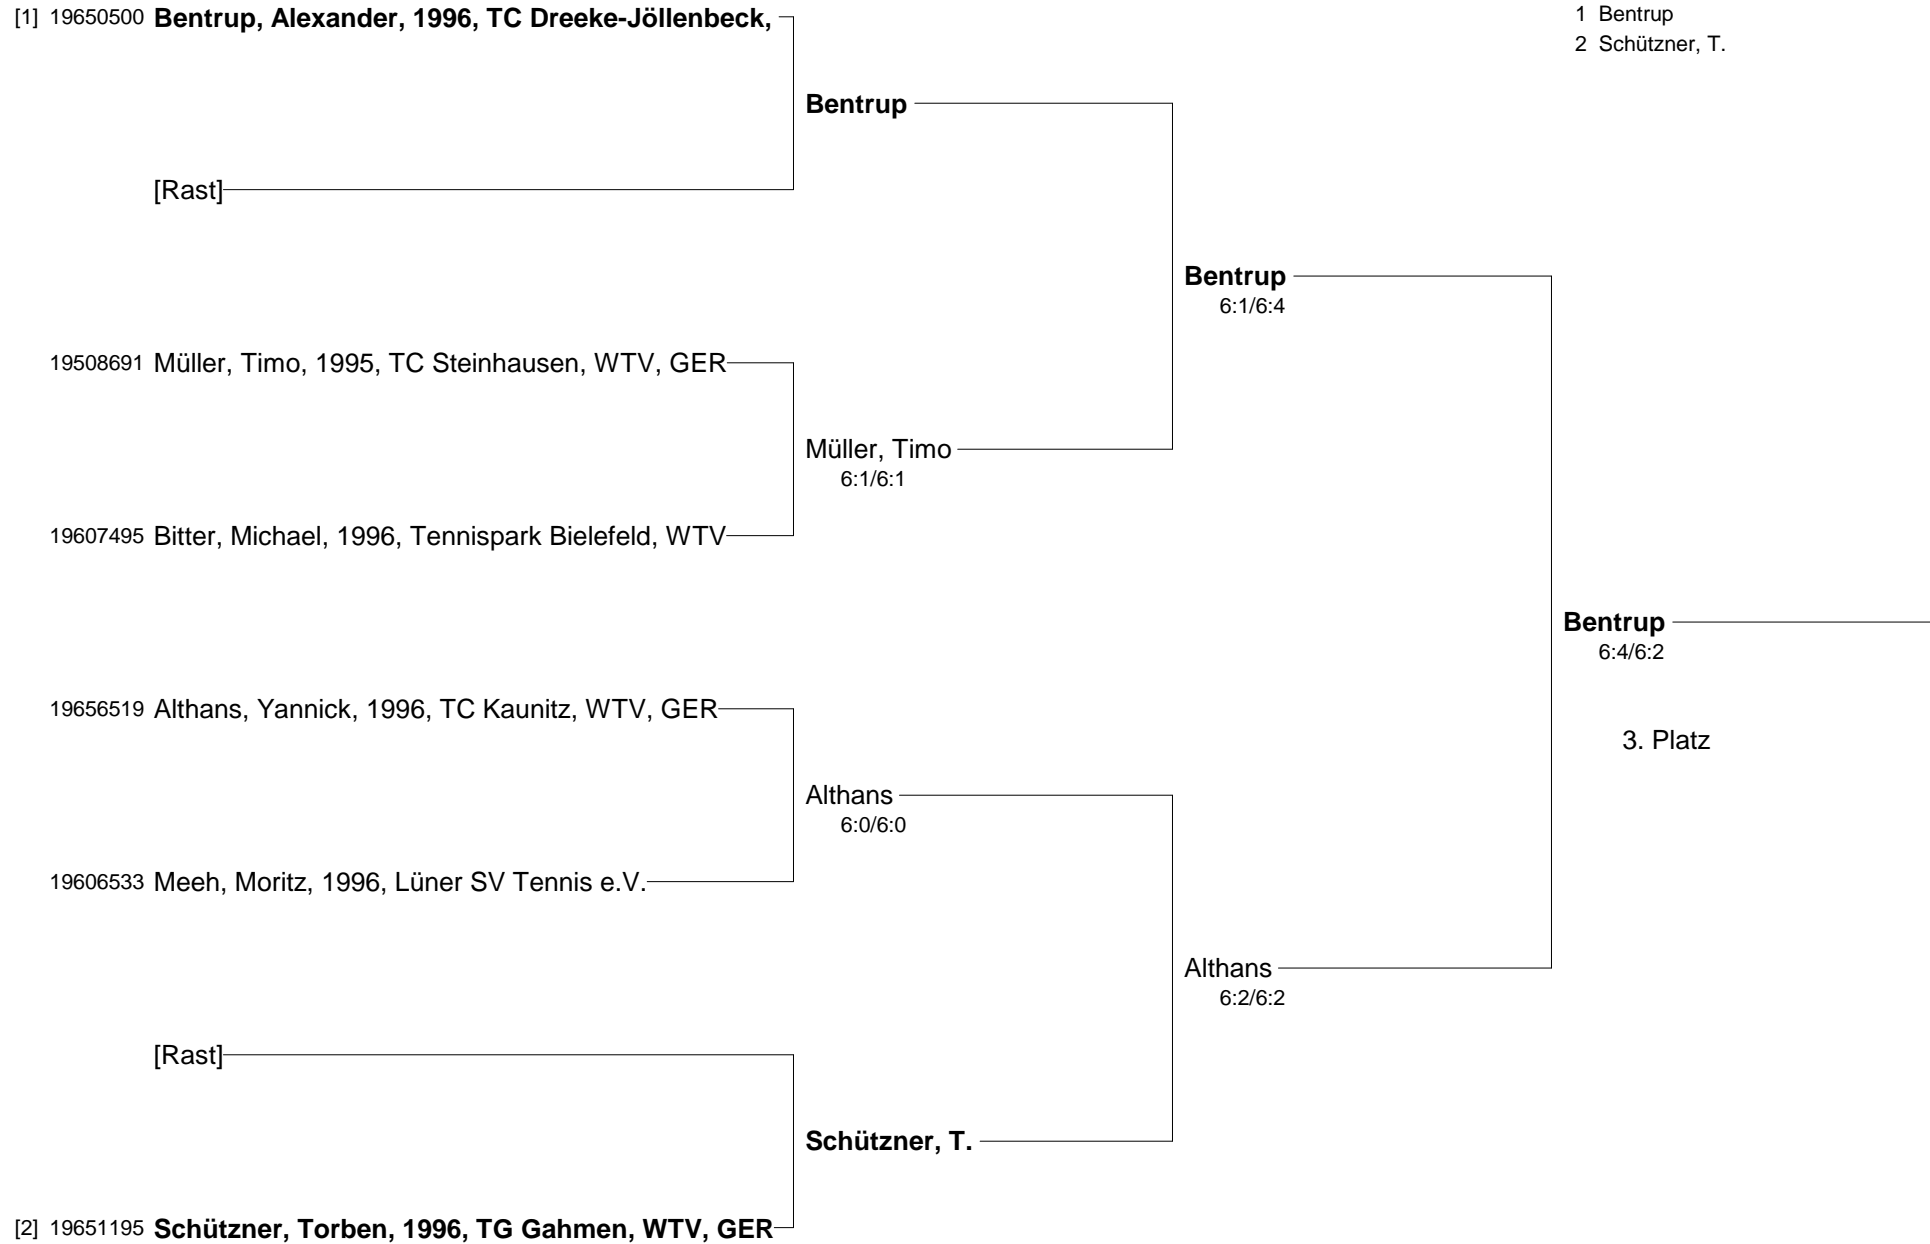 [1] 19650500 Bentrup, Alexander, 1996, TC Dreeke-Jöllenbeck,
1 Bentrup
2 Schützner, T.
Bentrup
[Rast]
Bentrup
6:1/6:4
19508691 Müller, Timo, 1995, TC Steinhausen, WTV, GER
Müller, Timo
6:1/6:1
19607495 Bitter, Michael, 1996, Tennispark Bielefeld, WTV
Bentrup
6:4/6:2
19656519 Althans, Yannick, 1996, TC Kaunitz, WTV, GER
3. Platz
Althans
6:0/6:0
19606533 Meeh, Moritz, 1996, Lüner SV Tennis e.V.
Althans
6:2/6:2
[Rast]
Schützner, T.
[2] 19651195 Schützner, Torben, 1996, TG Gahmen, WTV, GER